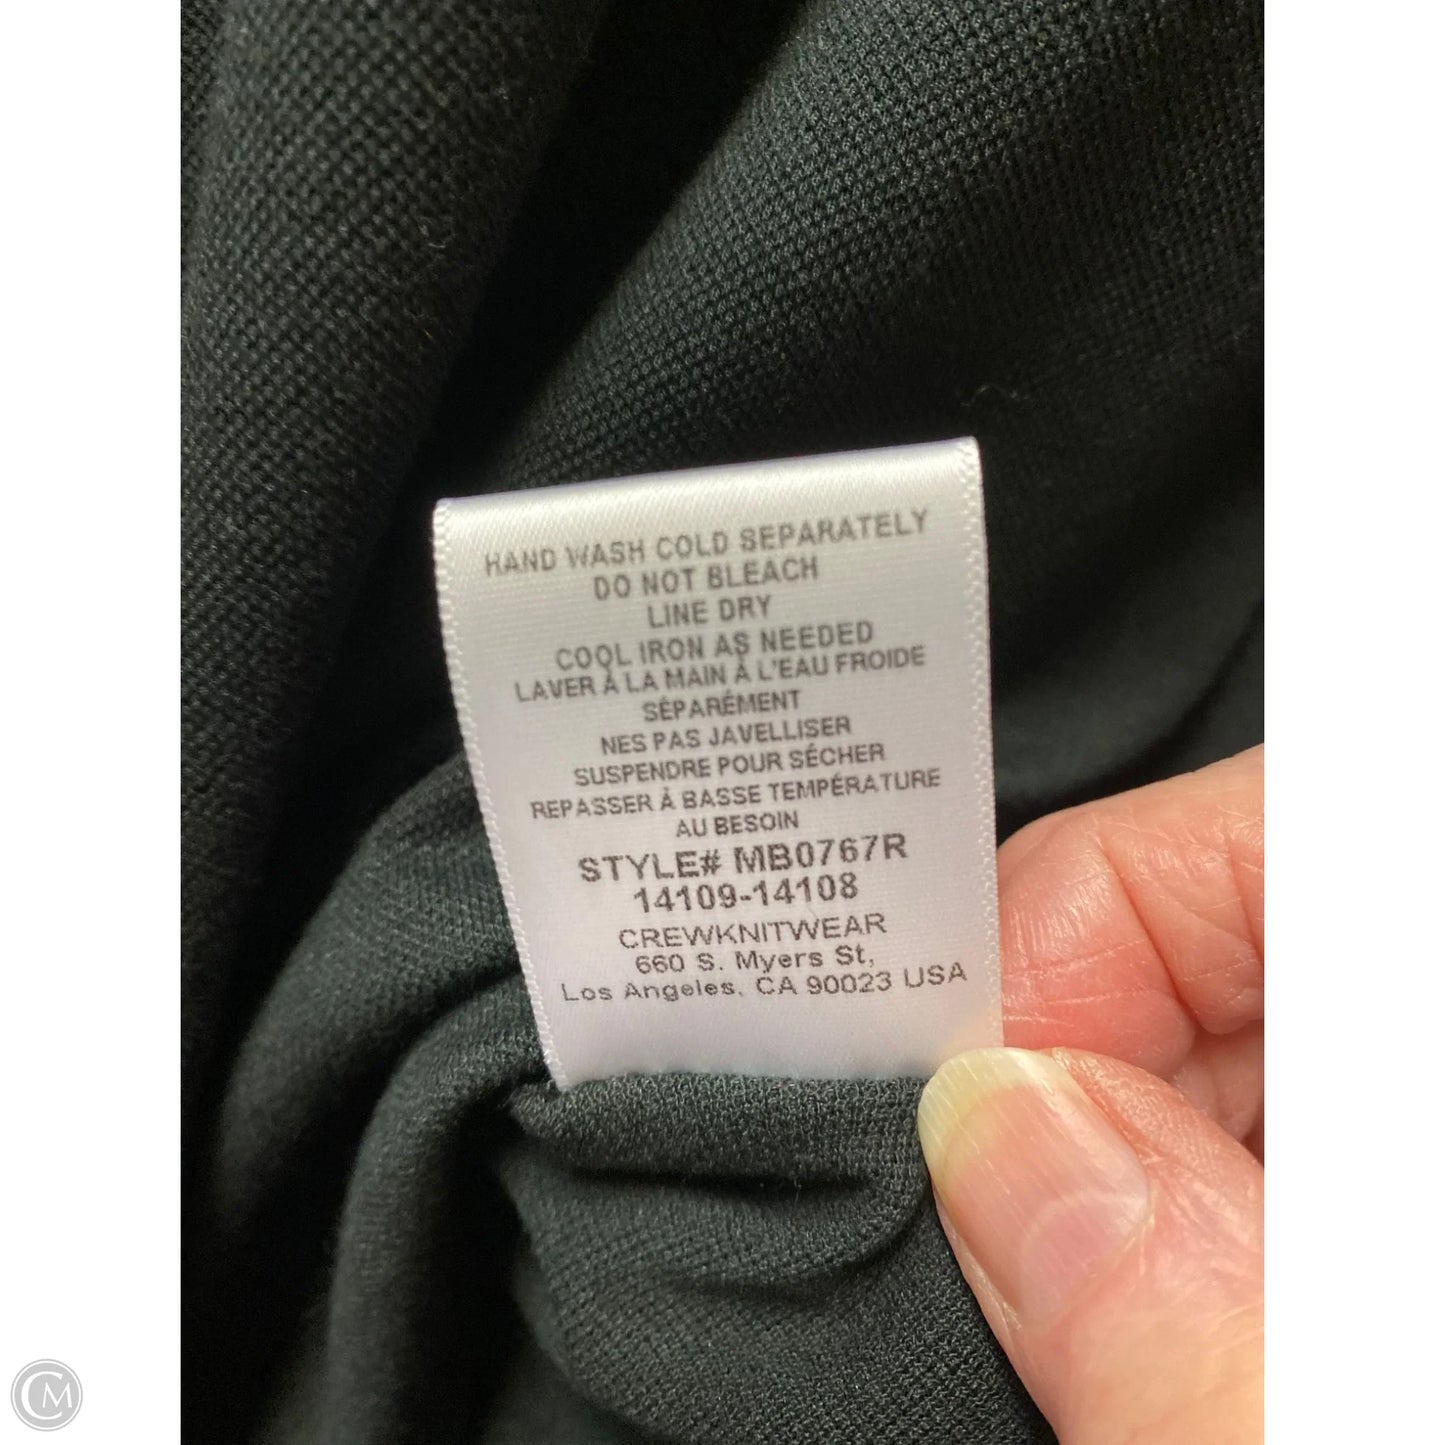 HAND WASH COLD SEPARATELY
DO NOT BLEACH
LINE DRY
COOL IRON AS NEEDED
LAVER À LA MAIN À L'EAU FROIDE
SÉPARÉMENT
NES PAS JAVELLISER
SUSPENDRE POUR SÉCHER
REPASSER À BASSE TEMPÉRATURE
AU BESOIN
STYLE# MB0767R
14109-14108
CREWKNITWEAR
660 S. Myers St,
Los Angeles, CA 90023 USA
CM